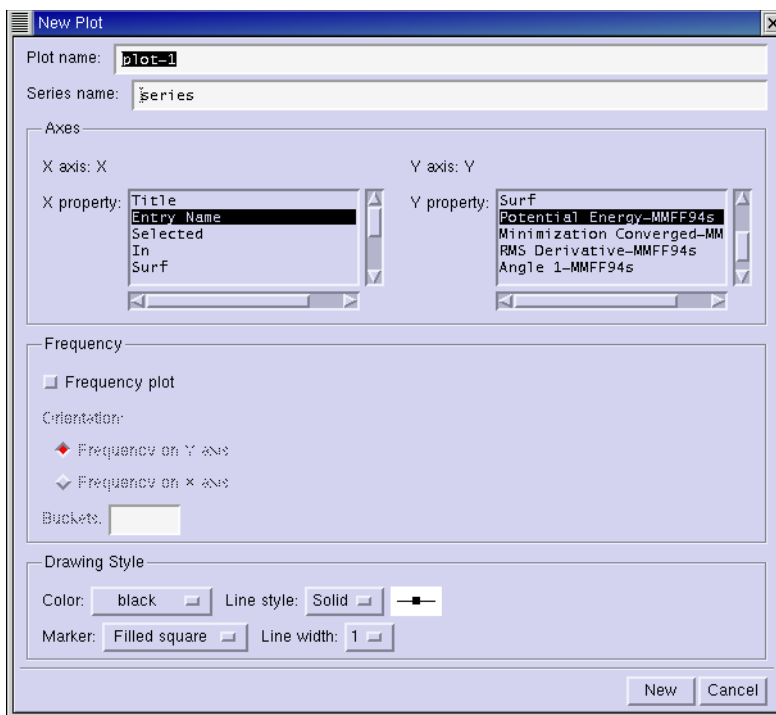 New Plot
Plot name: plot-1
Series name: series
Axes
X axis: X
Y axis: Y
X property:
Title
Entry Name
Selected
In
Surf
Y property:
Surf
Potential Energy-MMFF94s
Minimization Converged-MM
RMS Derivative-MMFF94s
Angle 1-MMFF94s
Frequency
Frequency plot
Orientation:
Frequency on Y axis
Frequency on X axis
Buckets:
Drawing Style
Color: black Line style: Solid
Marker: Filled square Line width: 1
New Cancel